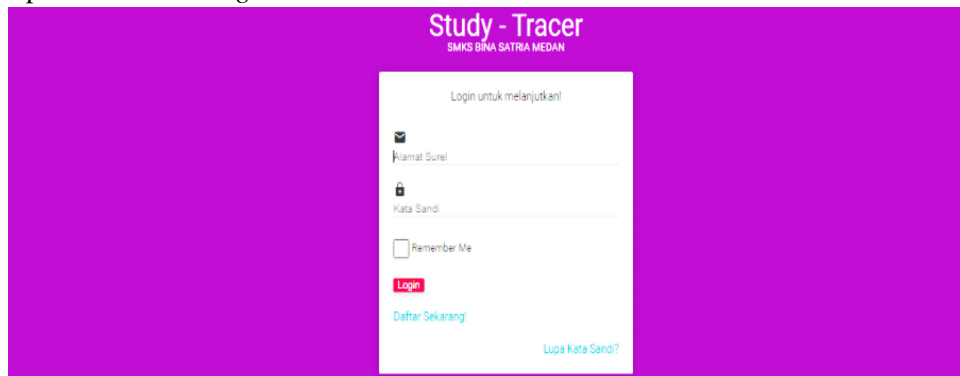 Study - Tracer
SMKS BINA SATRIA MEDAN
Login untuk melanjutkan!
Alamat Surel
Kata Sandi
Remember Me
Login
Daftar Sekarang!
Lupa Kata Sandi?